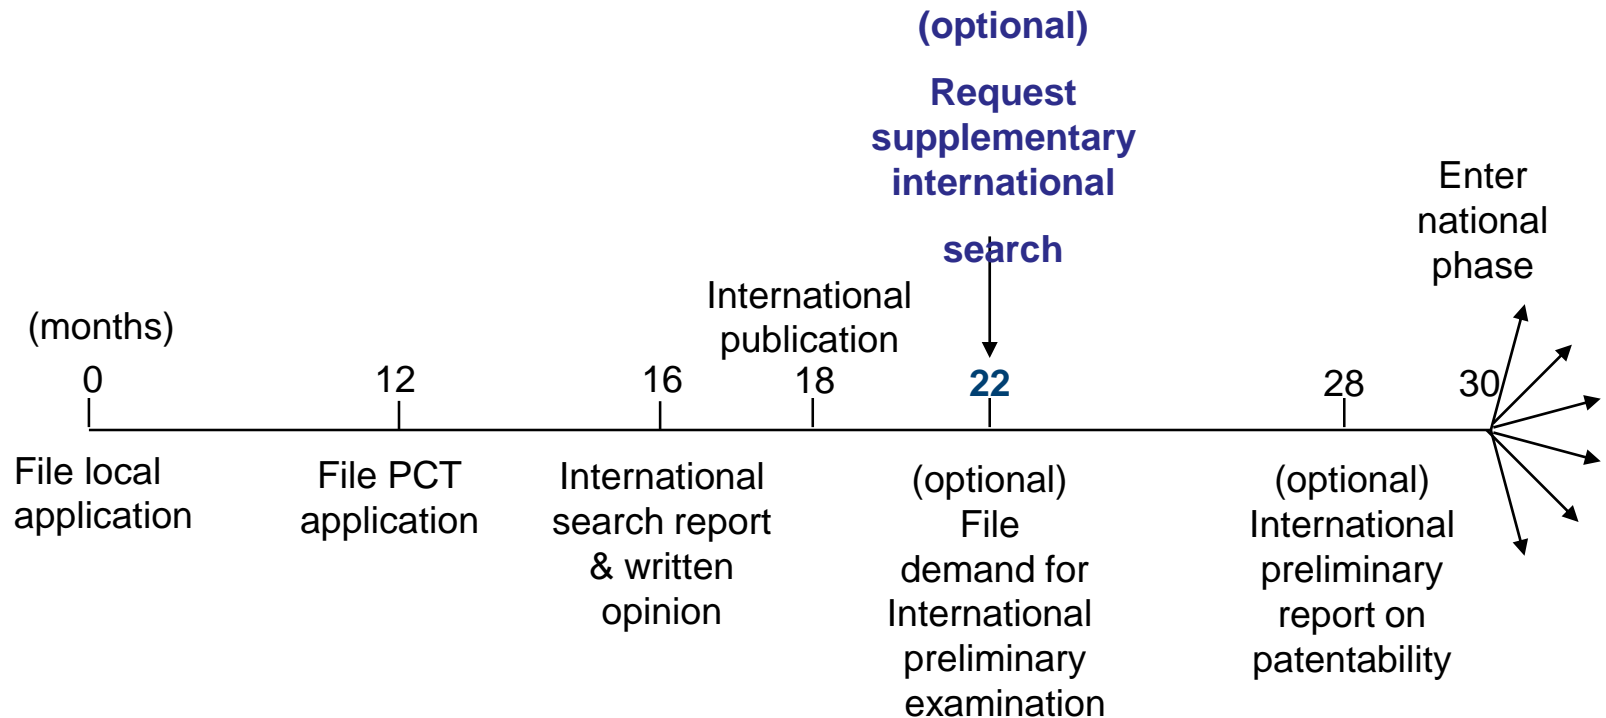 (optional)
Request
supplementary
international
search
Enter
national
phase
International
publication
(months)
0
12
16
18
22
28
30
File local
application
File PCT
application
International
search report
& written
opinion
(optional)
File
demand for
International
preliminary
examination
(optional)
International
preliminary
report on
patentability